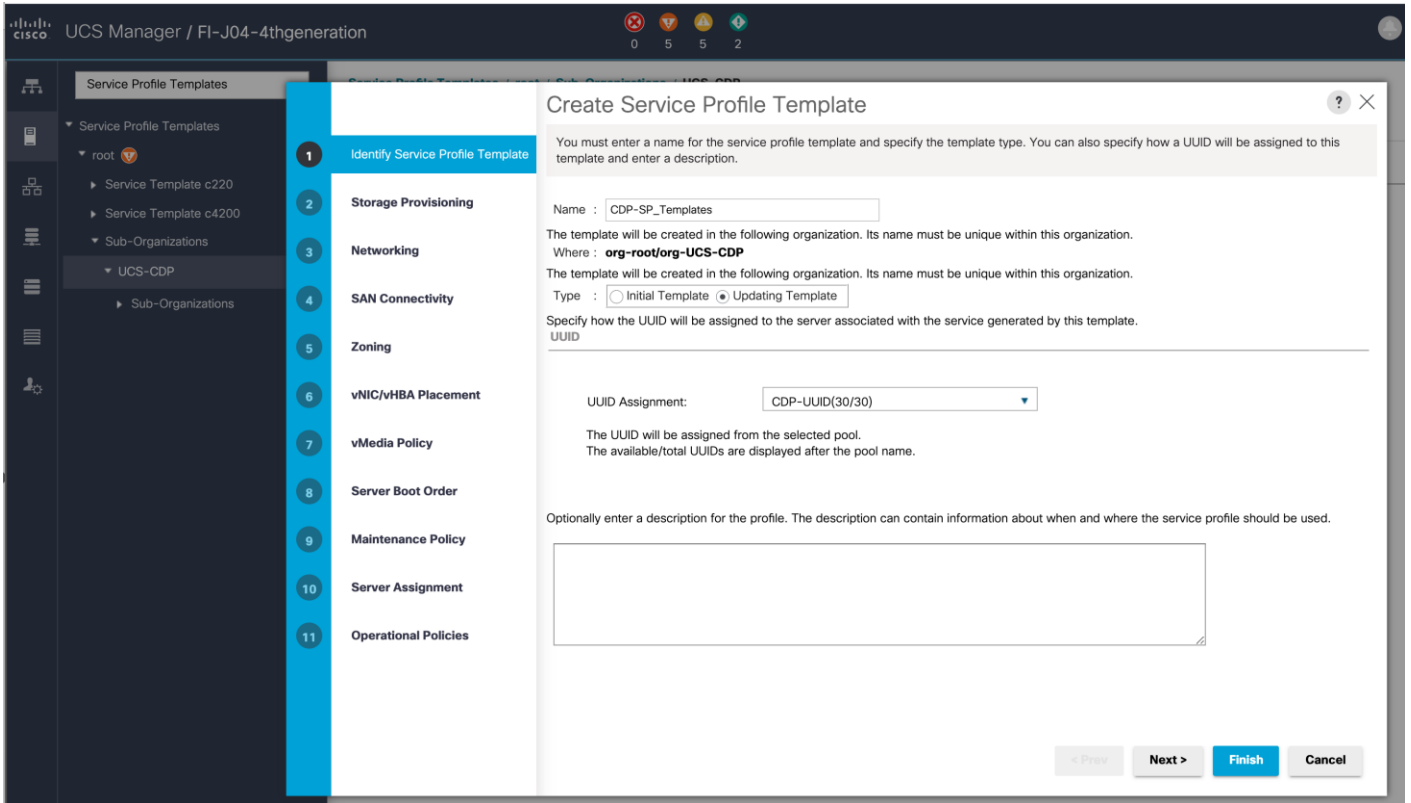 cisco
UCS Manager / FI-J04-4thgeneration
0 5 5 2
Service Profile Templates
Service Profile Templates / root / Sub-Organizations / UCS-CDP
Service Profile Templates
root
Service Template c220
Service Template c4200
Sub-Organizations
UCS-CDP
Sub-Organizations
1 Identify Service Profile Template
2 Storage Provisioning
3 Networking
4 SAN Connectivity
5 Zoning
6 vNIC/vHBA Placement
7 vMedia Policy
8 Server Boot Order
9 Maintenance Policy
10 Server Assignment
11 Operational Policies
Create Service Profile Template
?
You must enter a name for the service profile template and specify the template type. You can also specify how a UUID will be assigned to this
template and enter a description.
Name : CDP-SP_Templates
The template will be created in the following organization. Its name must be unique within this organization.
Where : org-root/org-UCS-CDP
The template will be created in the following organization. Its name must be unique within this organization.
Type : Initial Template Updating Template
Specify how the UUID will be assigned to the server associated with the service generated by this template.
UUID
UUID Assignment: CDP-UUID(30/30)
The UUID will be assigned from the selected pool.
The available/total UUIDs are displayed after the pool name.
Optionally enter a description for the profile. The description can contain information about when and where the service profile should be used.
< Prev Next > Finish Cancel